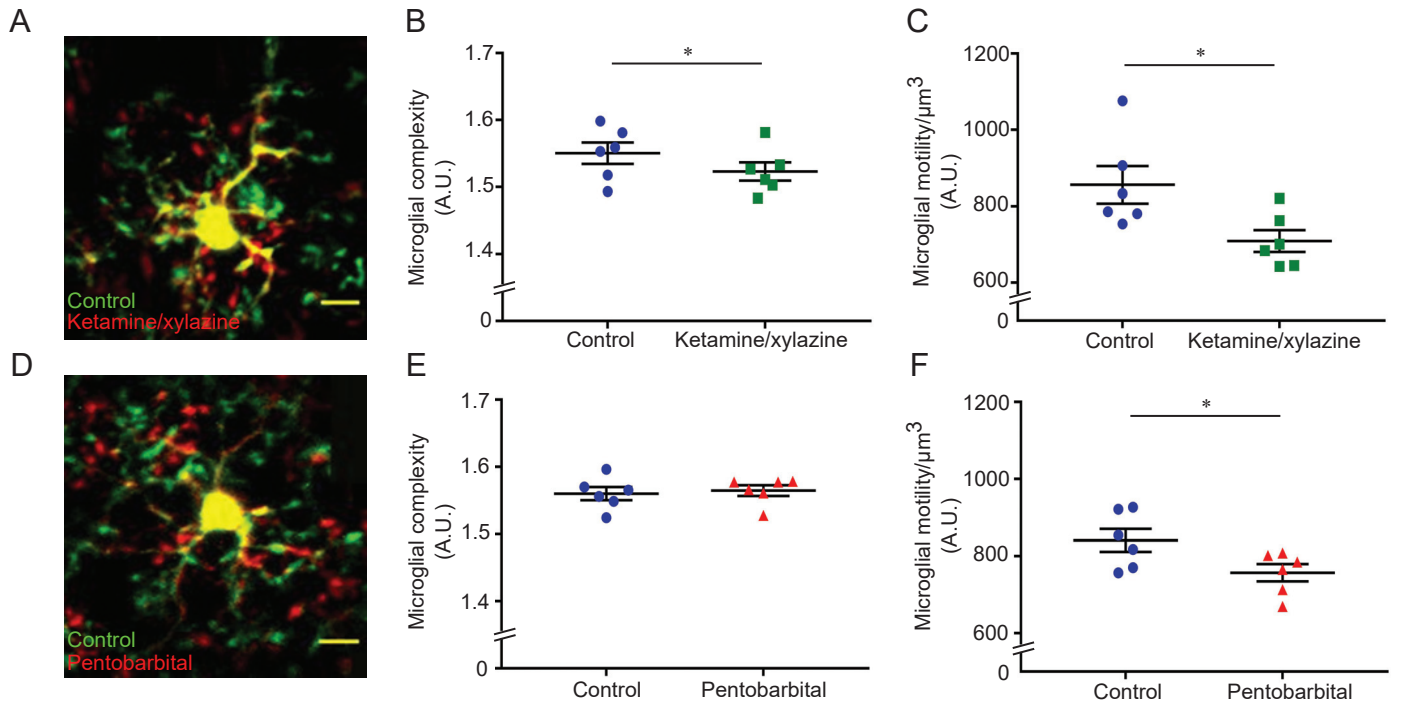 A
Control
Ketamine/xylazine
B
Microglial complexity
(A.U.)
1.7
1.6
1.5
1.4
0
*
Control
Ketamine/xylazine
C
Microglial motility/µm³
(A.U.)
1200
1000
800
600
0
*
Control
Ketamine/xylazine
D
Control
Pentobarbital
E
Microglial complexity
(A.U.)
1.7
1.6
1.5
1.4
0
Control
Pentobarbital
F
Microglial motility/µm³
(A.U.)
1200
1000
800
600
0
*
Control
Pentobarbital